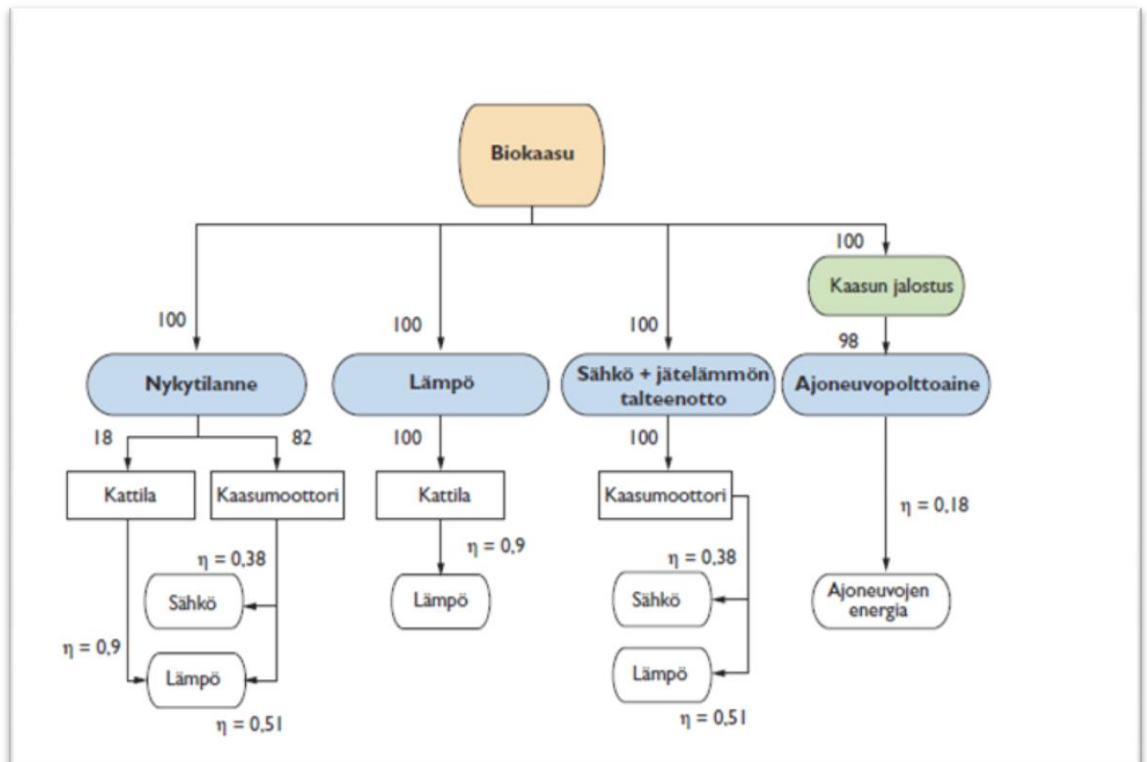 Biokaasu
100
Kaasun jalostus
100
100
100
98
Nykytilanne
Lämpö
Sähkö + jätelämmön
talteenotto
Ajoneuvopolttoaine
18
82
100
100
Kattila
Kaasumoottori
Kattila
Kaasumoottori
η = 0,18
η = 0,9
η = 0,38
η = 0,38
Sähkö
Lämpö
Sähkö
Ajoneuvojen
energia
η = 0,9
Lämpö
Lämpö
η = 0,51
η = 0,51